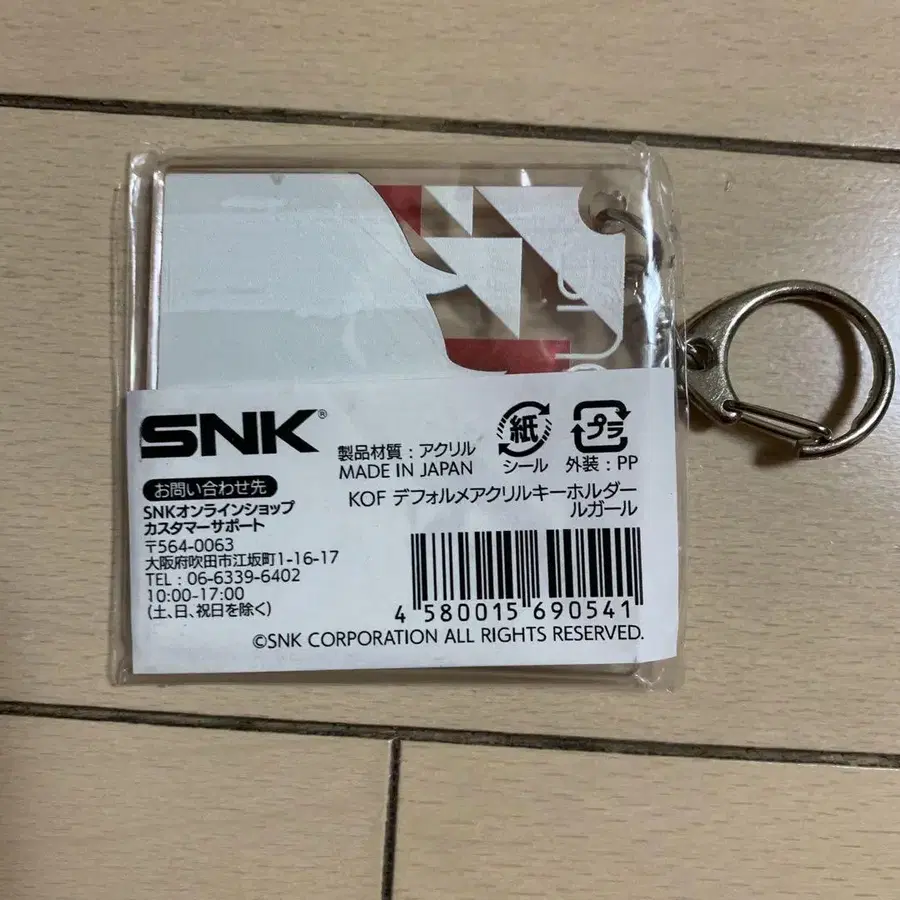 SNK®
お問い合わせ先
SNKオンラインショップ
カスタマーサポート
〒564-0063
大阪府吹田市江坂町1-16-17
TEL : 06-6339-6402
10:00-17:00
(土、日、祝日を除く)
製品材質 : アクリル
MADE IN JAPAN
紙
シール
プラ
外装 : PP
KOF デフォルメアクリルキーホルダー
ルガール
4 580015 690541
©SNK CORPORATION ALL RIGHTS RESERVED.